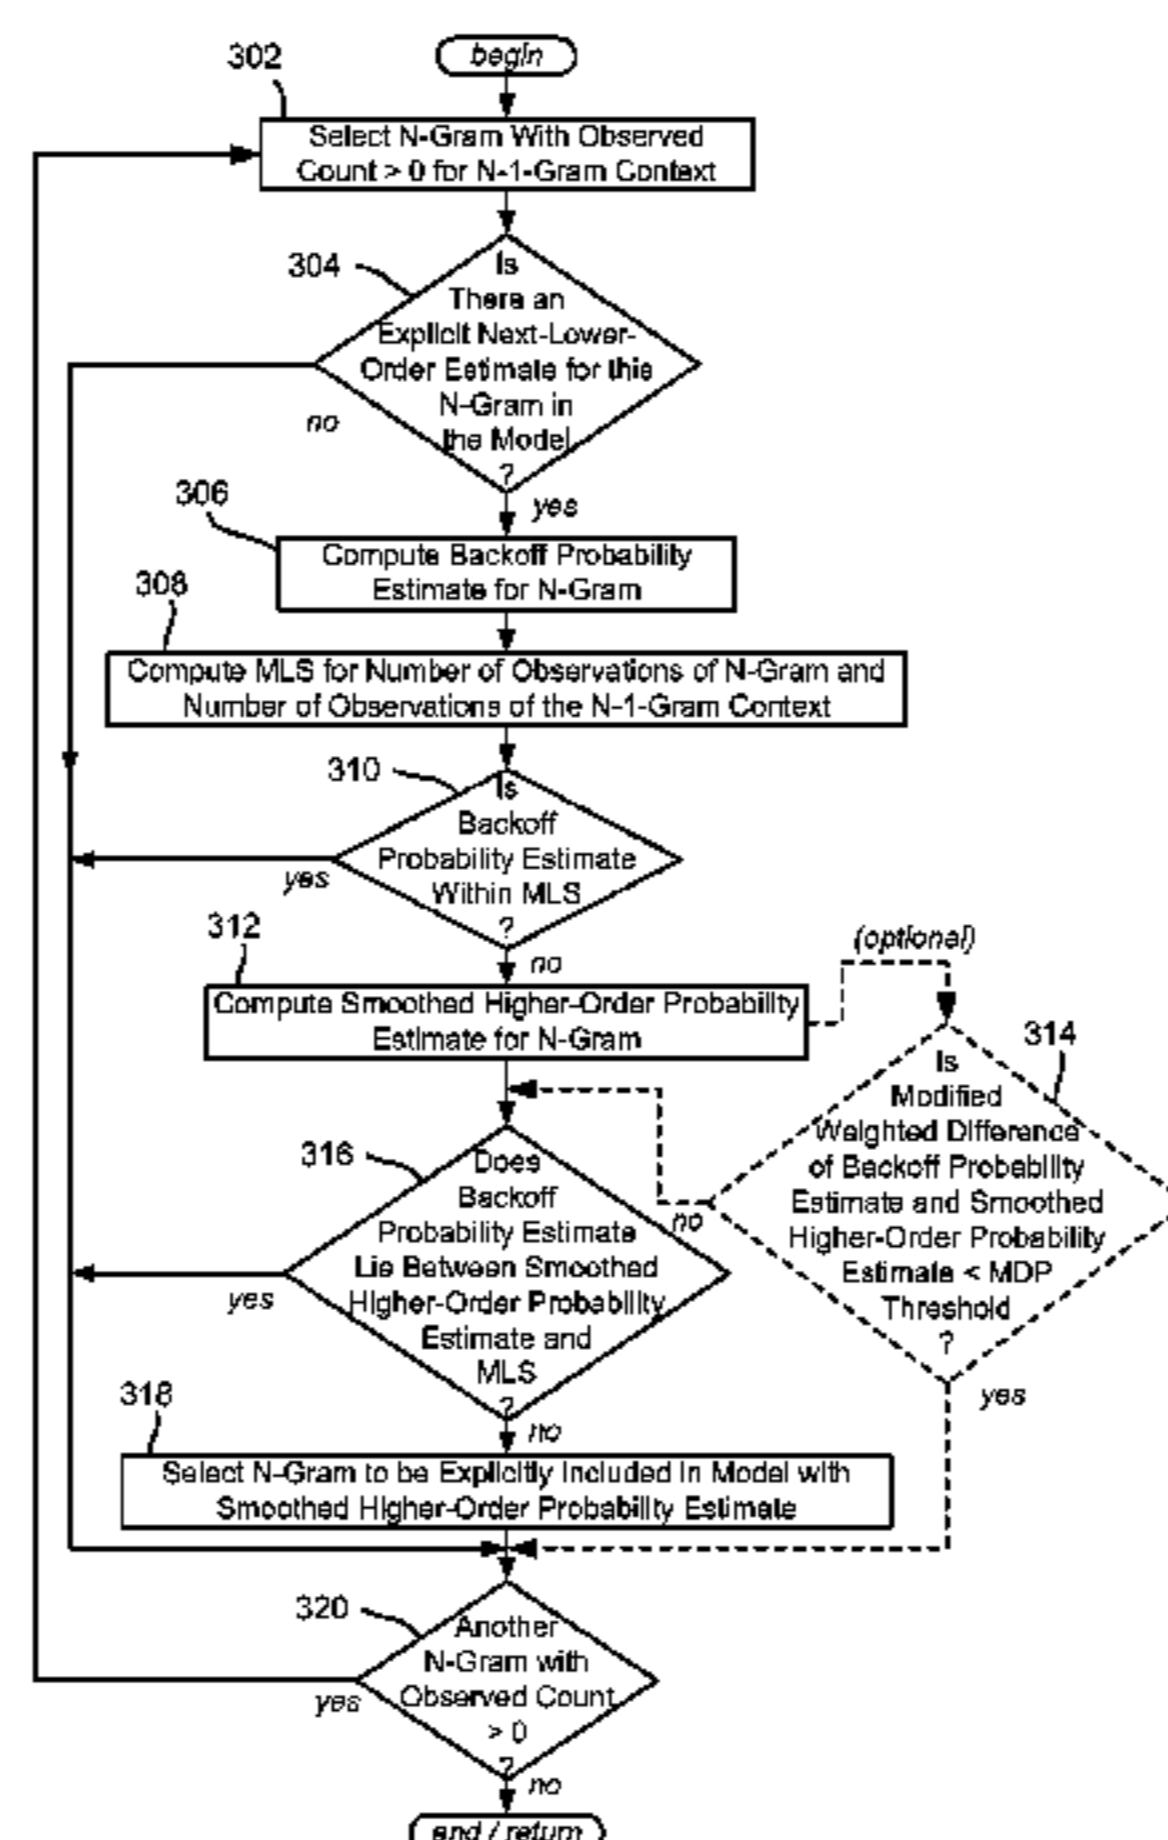 begin
302
Select N-Gram With Observed
Count > 0 for N-1-Gram Context
304
Is
There an
Explicit Next-Lower-
Order Estimate for this
N-Gram in
the Model
?
no
yes
306
Compute Backoff Probability
Estimate for N-Gram
308
Compute MLS for Number of Observations of N-Gram and
Number of Observations of the N-1-Gram Context
310
Is
Backoff
Probability Estimate
Within MLS
?
yes
no
312
Compute Smoothed Higher-Order Probability
Estimate for N-Gram
(optional)
314
Is
Modified
Weighted Difference
of Backoff Probability
Estimate and Smoothed
Higher-Order Probability
Estimate < MDP
Threshold
?
no
yes
316
Does
Backoff
Probability Estimate
Lie Between Smoothed
Higher-Order Probability
Estimate and
MLS
?
yes
no
318
Select N-Gram to be Explicitly Included in Model with
Smoothed Higher-Order Probability Estimate
320
Another
N-Gram with
Observed Count
> 0
?
yes
no
end / return